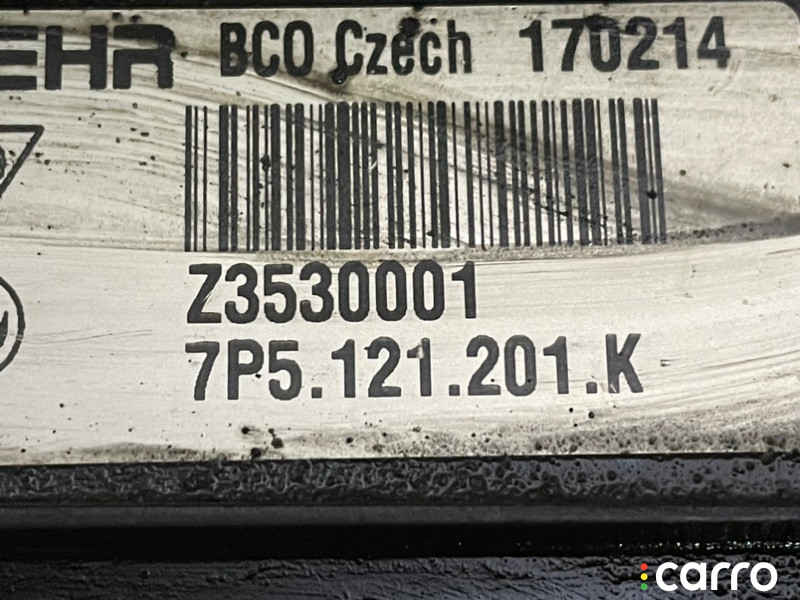 EHR BCO Czech 170214
Z3530001
7P5.121.201.K
carro